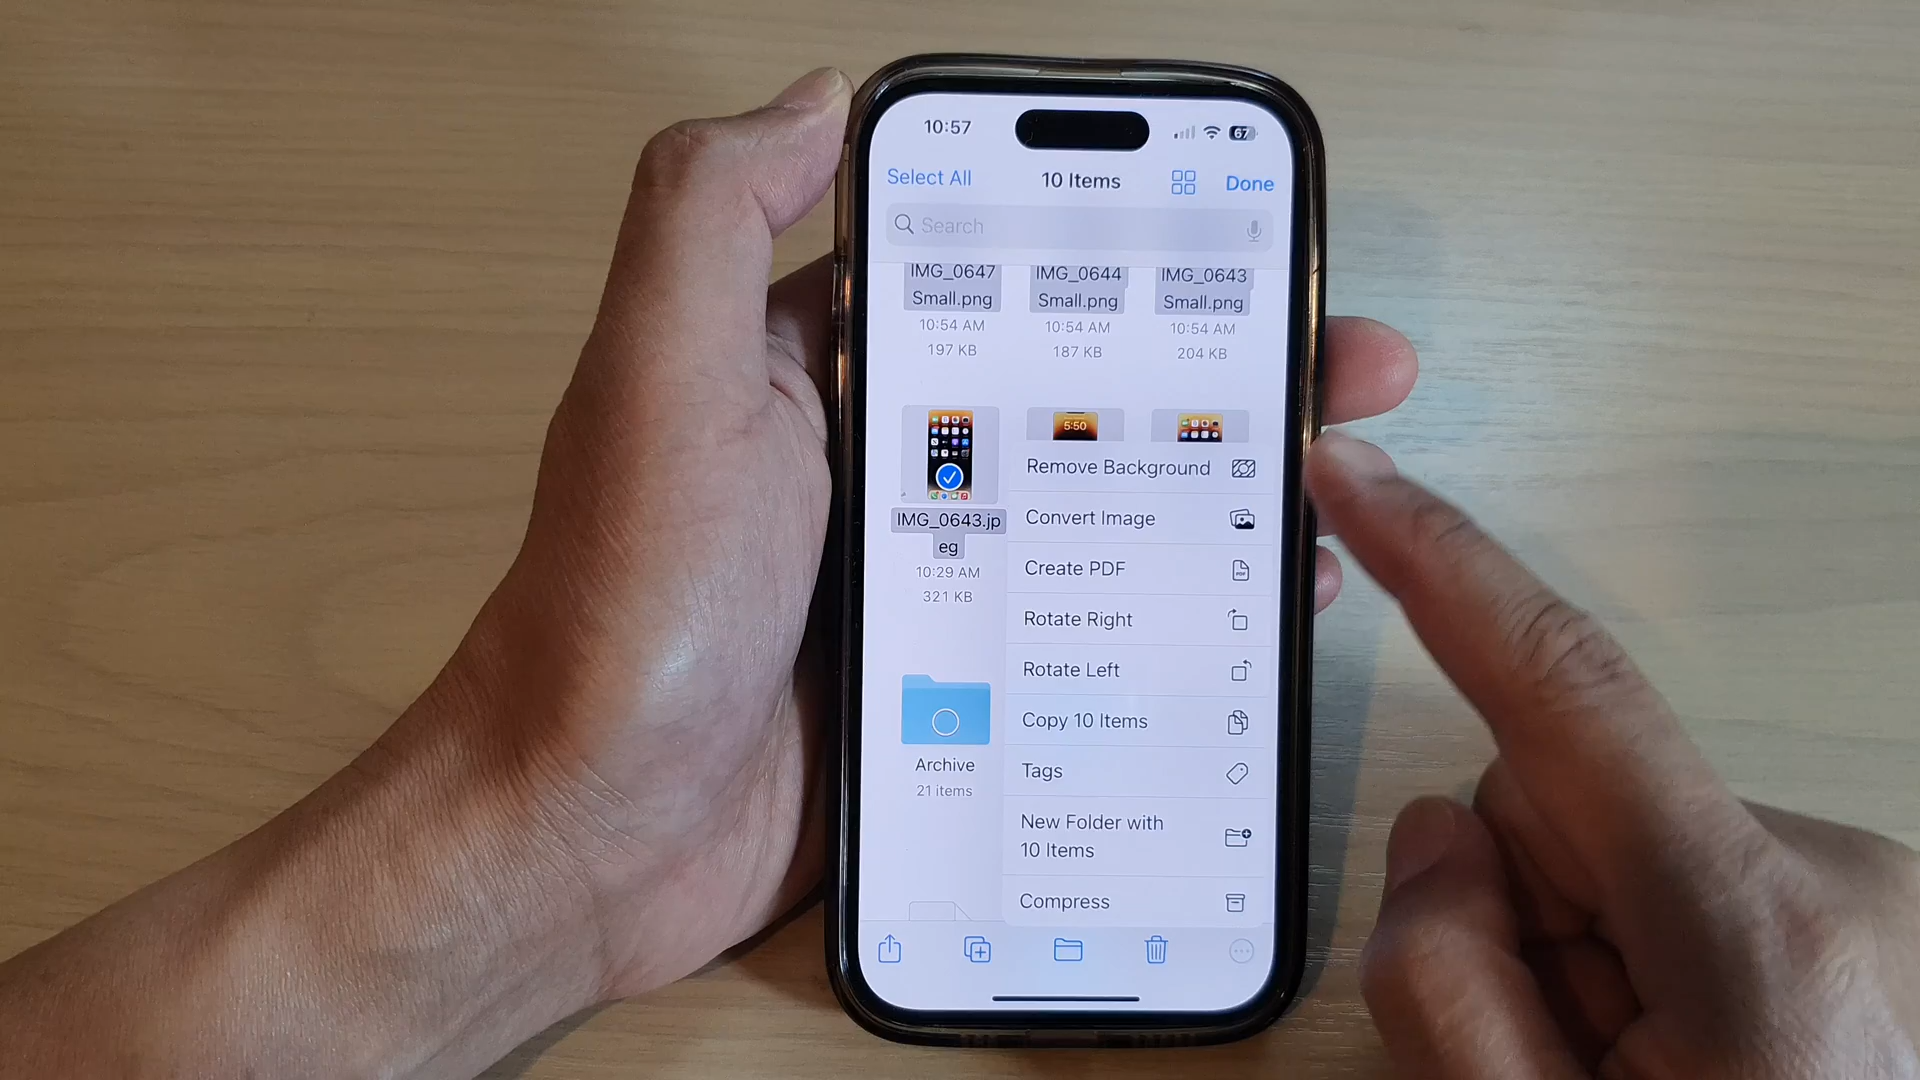 10:57
67
Select All
10 Items
Done
Search
IMG_0647
Small.png
10:54 AM
197 KB
IMG_0644
Small.png
10:54 AM
187 KB
IMG_0643
Small.png
10:54 AM
204 KB
5:50
IMG_0643.jp
eg
10:29 AM
321 KB
Archive
21 items
Remove Background
Convert Image
Create PDF
Rotate Right
Rotate Left
Copy 10 Items
Tags
New Folder with
10 Items
Compress